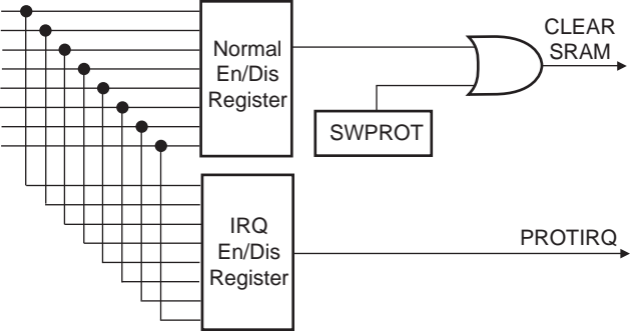 Normal
En/Dis
Register
CLEAR
SRAM
SWPROT
IRQ
En/Dis
Register
PROTIRQ